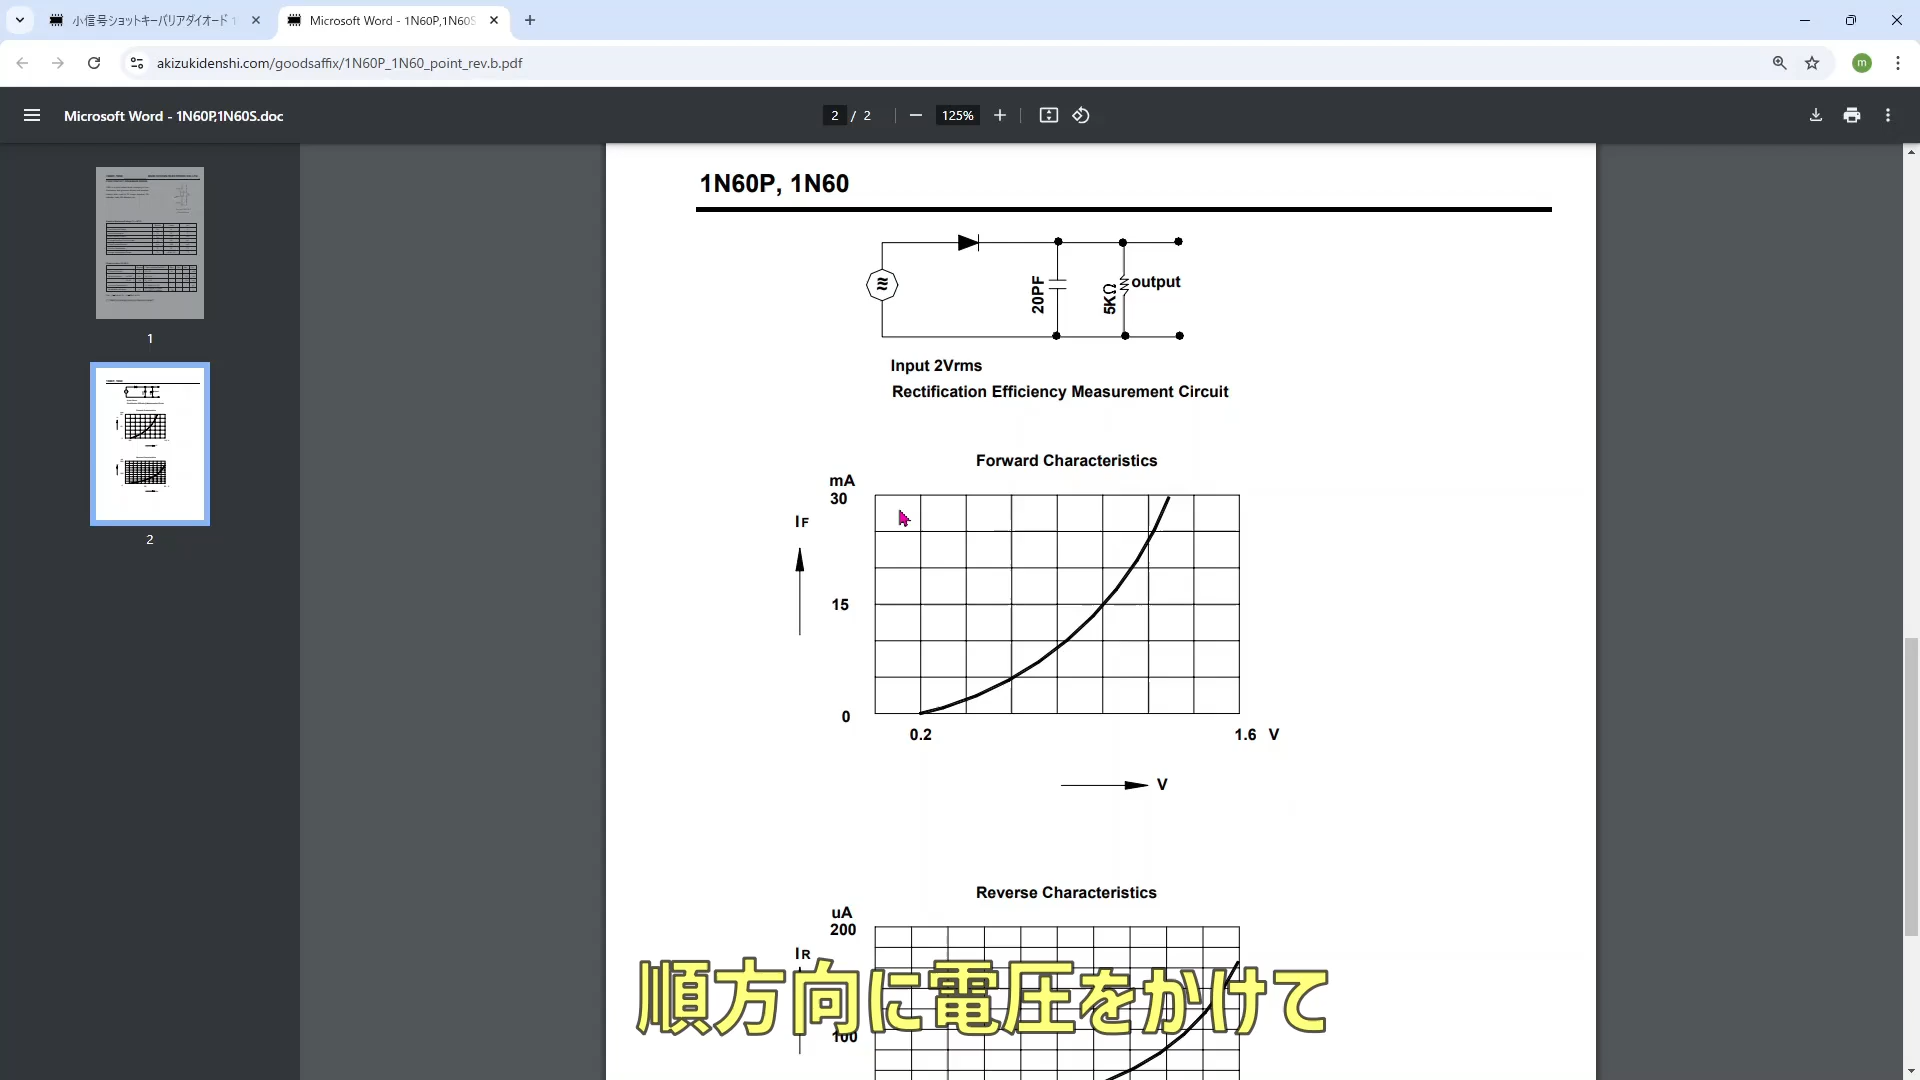 小信号ショットキーバリアダイオード 1
Microsoft Word - 1N60P,1N60S
akizukidenshi.com/goodsaffix/1N60P_1N60_point_rev.b.pdf
m
Microsoft Word - 1N60P,1N60S.doc
2 / 2
125%
1
2
1N60P, 1N60
20PF
5KΩ
output
Input 2Vrms
Rectification Efficiency Measurement Circuit
Forward Characteristics
mA
30
IF
15
0
0.2
1.6 V
V
Reverse Characteristics
uA
200
IR
100
順方向に電圧をかけて